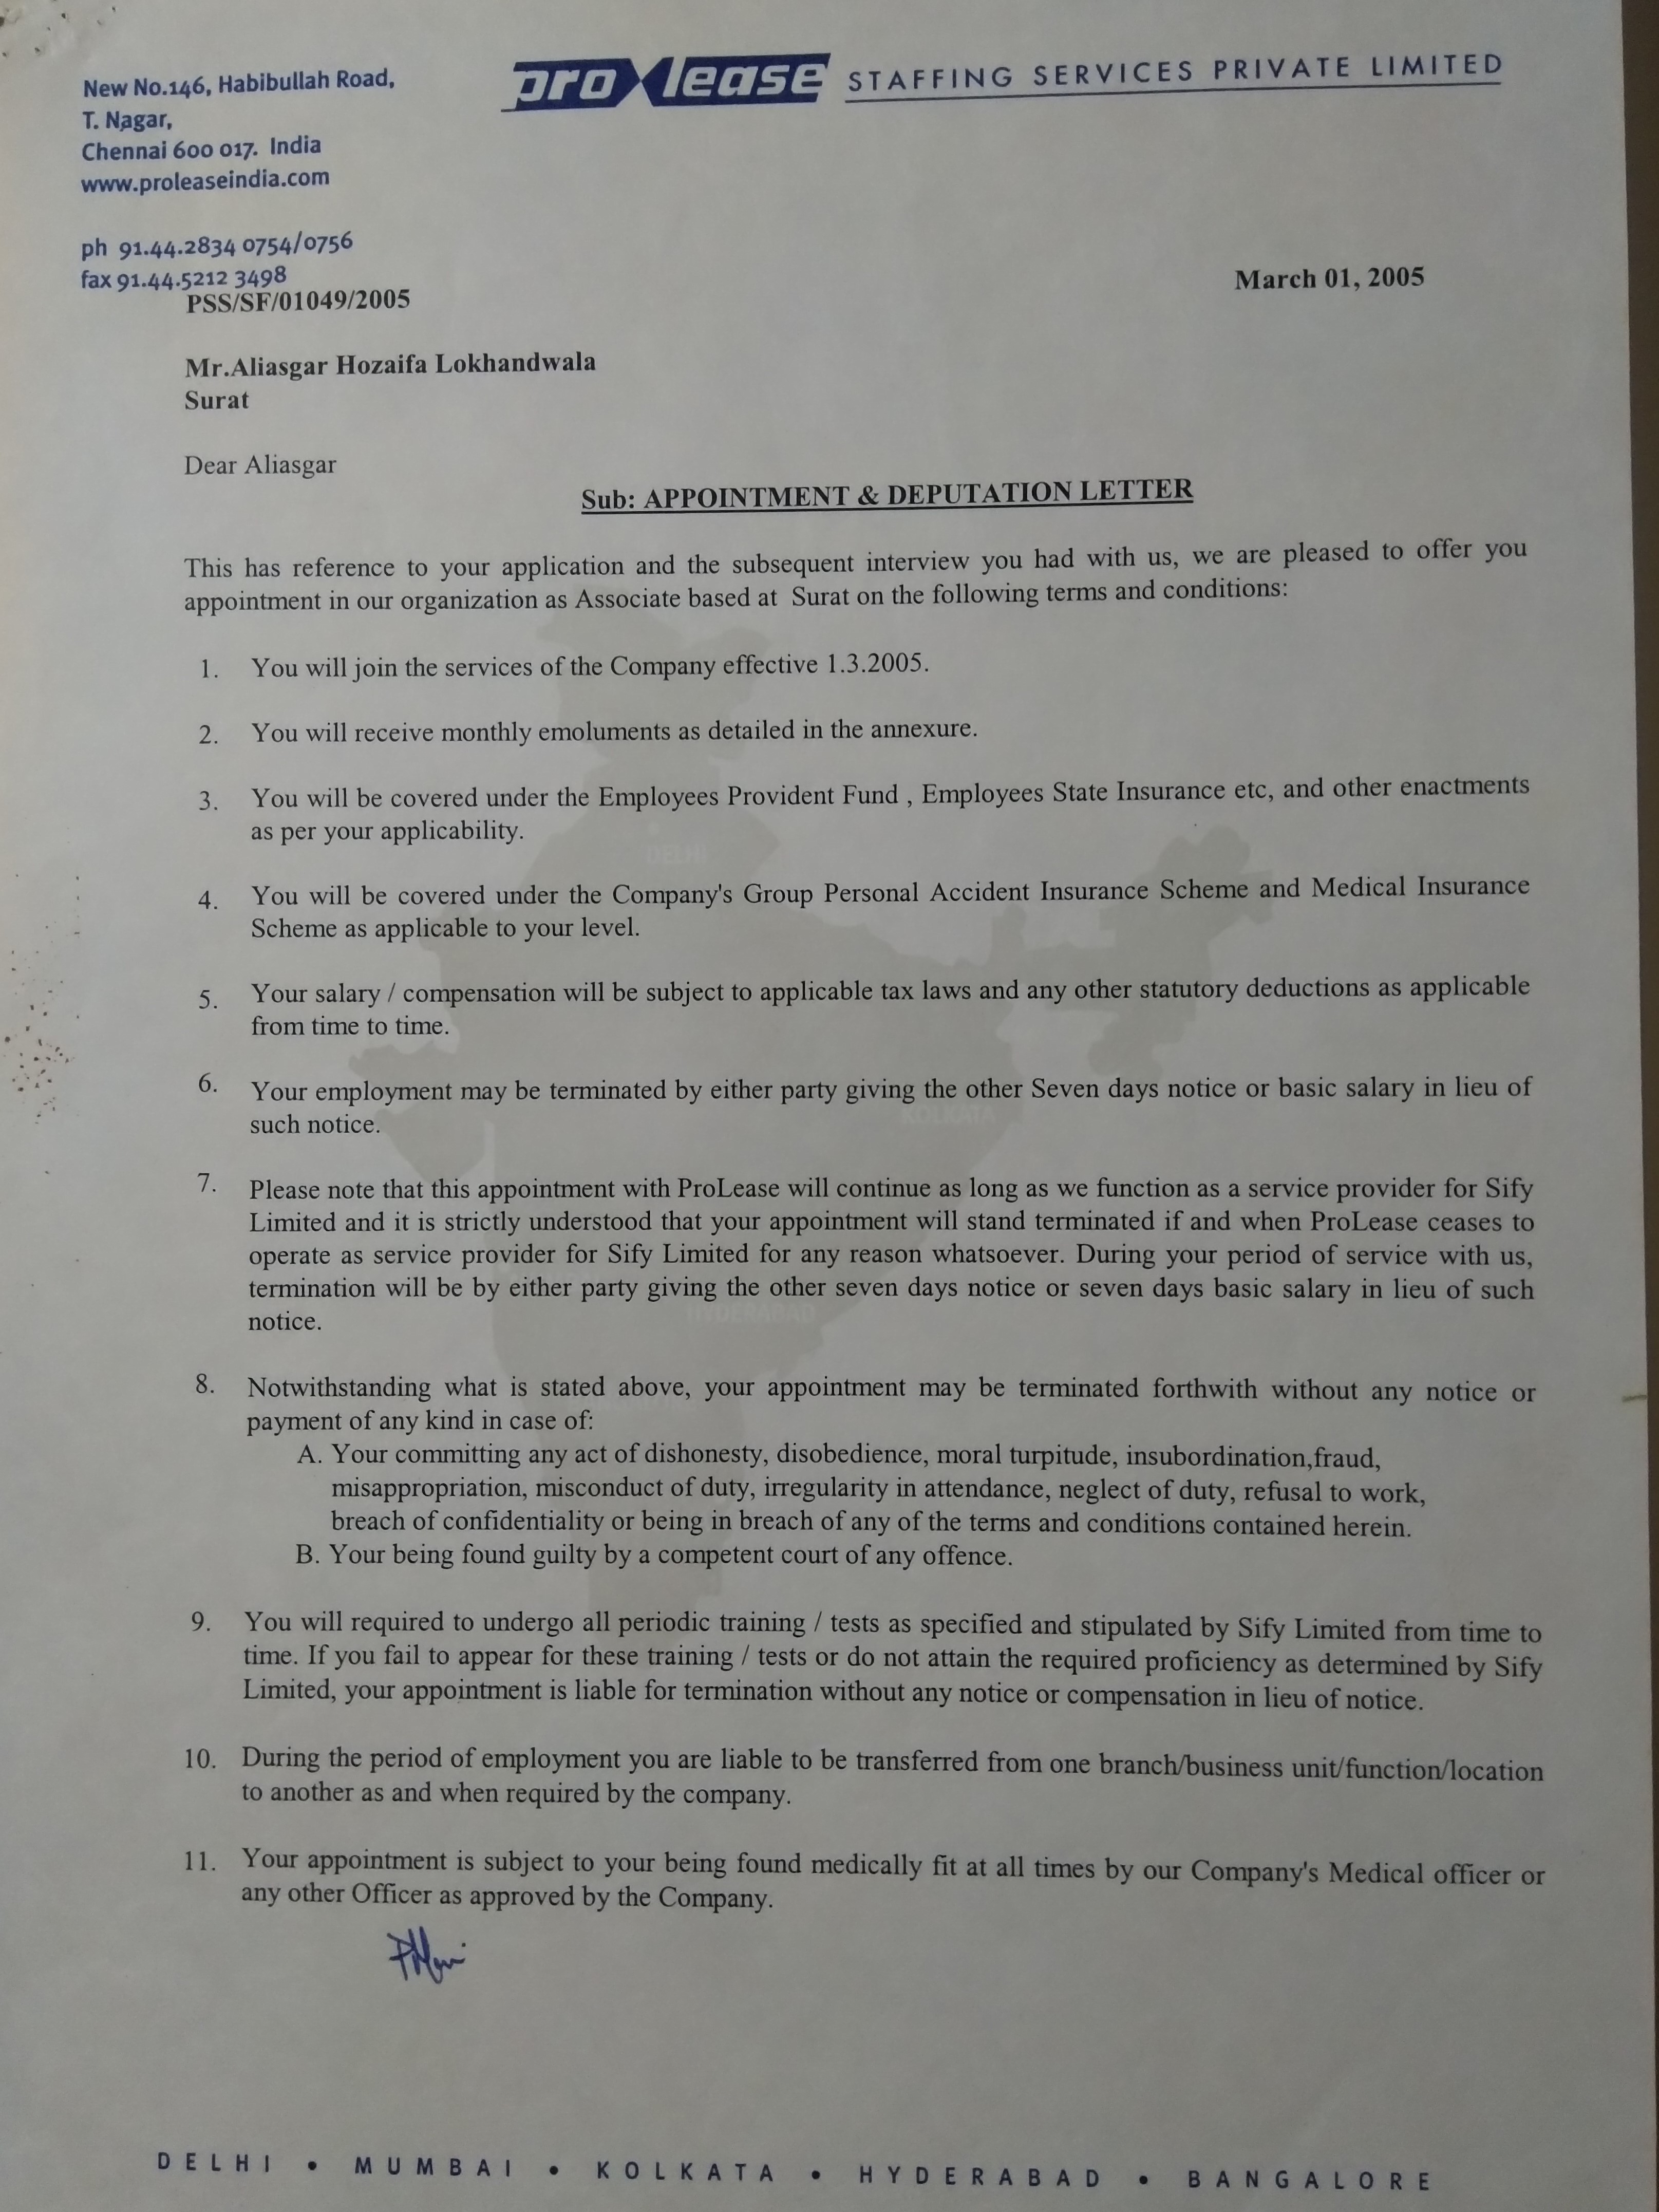 New No.146, Habibullah Road,
T. Nagar,
Chennai 600 017. India
www.proleaseindia.com
pro lease STAFFING SERVICES PRIVATE LIMITED
ph 91.44.2834 0754/0756
fax 91.44.5212 3498
PSS/SF/01049/2005
March 01, 2005
Mr.Aliasgar Hozaifa Lokhandwala
Surat
Dear Aliasgar
Sub: APPOINTMENT & DEPUTATION LETTER
This has reference to your application and the subsequent interview you had with us, we are pleased to offer you
appointment in our organization as Associate based at Surat on the following terms and conditions:
1. You will join the services of the Company effective 1.3.2005.
2. You will receive monthly emoluments as detailed in the annexure.
3. You will be covered under the Employees Provident Fund , Employees State Insurance etc, and other enactments
as per your applicability.
DELHI
4. You will be covered under the Company's Group Personal Accident Insurance Scheme and Medical Insurance
Scheme as applicable to your level.
5. Your salary / compensation will be subject to applicable tax laws and any other statutory deductions as applicable
from time to time.
6. Your employment may be terminated by either party giving the other Seven days notice or basic salary in lieu of
KOLKATA
such notice.
7. Please note that this appointment with ProLease will continue as long as we function as a service provider for Sify
Limited and it is strictly understood that your appointment will stand terminated if and when ProLease ceases to
operate as service provider for Sify Limited for any reason whatsoever. During your period of service with us,
termination will be by either party giving the other seven days notice or seven days basic salary in lieu of such
HYDERABAD
notice.
8. Notwithstanding what is stated above, your appointment may be terminated forthwith without any notice or
payment of any kind in case of:
A. Your committing any act of dishonesty, disobedience, moral turpitude, insubordination,fraud,
misappropriation, misconduct of duty, irregularity in attendance, neglect of duty, refusal to work,
breach of confidentiality or being in breach of any of the terms and conditions contained herein.
B. Your being found guilty by a competent court of any offence.
9. You will required to undergo all periodic training / tests as specified and stipulated by Sify Limited from time to
time. If you fail to appear for these training / tests or do not attain the required proficiency as determined by Sify
Limited, your appointment is liable for termination without any notice or compensation in lieu of notice.
10. During the period of employment you are liable to be transferred from one branch/business unit/function/location
to another as and when required by the company.
11. Your appointment is subject to your being found medically fit at all times by our Company's Medical officer or
any other Officer as approved by the Company.
DELHI • MUMBAI • KOLKATA • HYDERABAD • BANGALORE